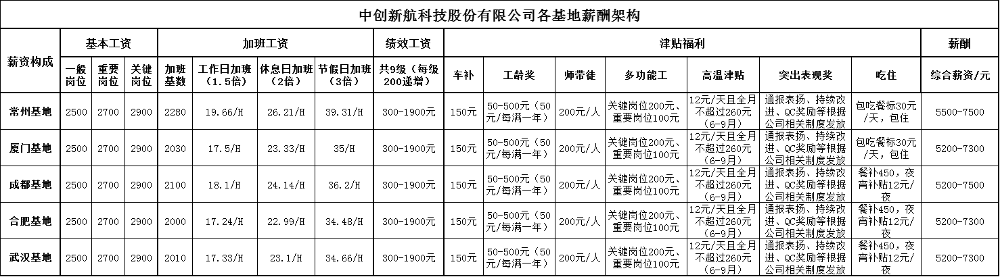 中创新航科技股份有限公司各基地薪酬架构
薪资构成 基本工资 加班工资 绩效工资 津贴福利 薪酬
一般
岗位
重要
岗位
关键
岗位
加班
基数
工作日加班
（1.5倍）
休息日加班
（2倍）
节假日加班
（3倍）
共9级（每级
200递增）
车补
工龄奖
师带徒
多功能工
高温津贴
突出表现奖
吃住
综合薪资/元
常州基地 2500 2700 2900 2280 19.66/H 26.21/H 39.31/H 300-1900元 150元
50-500元（50
元/每满一年）
200元/人
关键岗位200元、
重要岗位100元
12元/天且全月
不超过260元
（6-9月）
通报表扬、持续改
进、QC奖励等根据
公司相关制度发放
包吃餐标30元
/天，包住
5500-7500
厦门基地 2500 2700 2900 2030 17.5/H 23.33/H 35/H 300-1900元 150元
50-500元（50
元/每满一年）
200元/人
关键岗位200元、
重要岗位100元
12元/天且全月
不超过260元
（6-9月）
通报表扬、持续改
进、QC奖励等根据
公司相关制度发放
包吃餐标30元
/天，包住
5200-7300
成都基地 2500 2700 2900 2100 18.1/H 24.14/H 36.2/H 300-1900元 150元
50-500元（50
元/每满一年）
200元/人
关键岗位200元、
重要岗位100元
12元/天且全月
不超过260元
（6-9月）
通报表扬、持续改
进、QC奖励等根据
公司相关制度发放
餐补450，夜
宵补贴12元/
夜
5200-7500
合肥基地 2500 2700 2900 2000 17.24/H 22.99/H 34.48/H 300-1900元 150元
50-500元（50
元/每满一年）
200元/人
关键岗位200元、
重要岗位100元
12元/天且全月
不超过260元
（6-9月）
通报表扬、持续改
进、QC奖励等根据
公司相关制度发放
餐补450，夜
宵补贴12元/
夜
5200-7300
武汉基地 2500 2700 2900 2010 17.33/H 23.1/H 34.66/H 300-1900元 150元
50-500元（50
元/每满一年）
200元/人
关键岗位200元、
重要岗位100元
12元/天且全月
不超过260元
（6-9月）
通报表扬、持续改
进、QC奖励等根据
公司相关制度发放
餐补450，夜
宵补贴12元/
夜
5200-7300